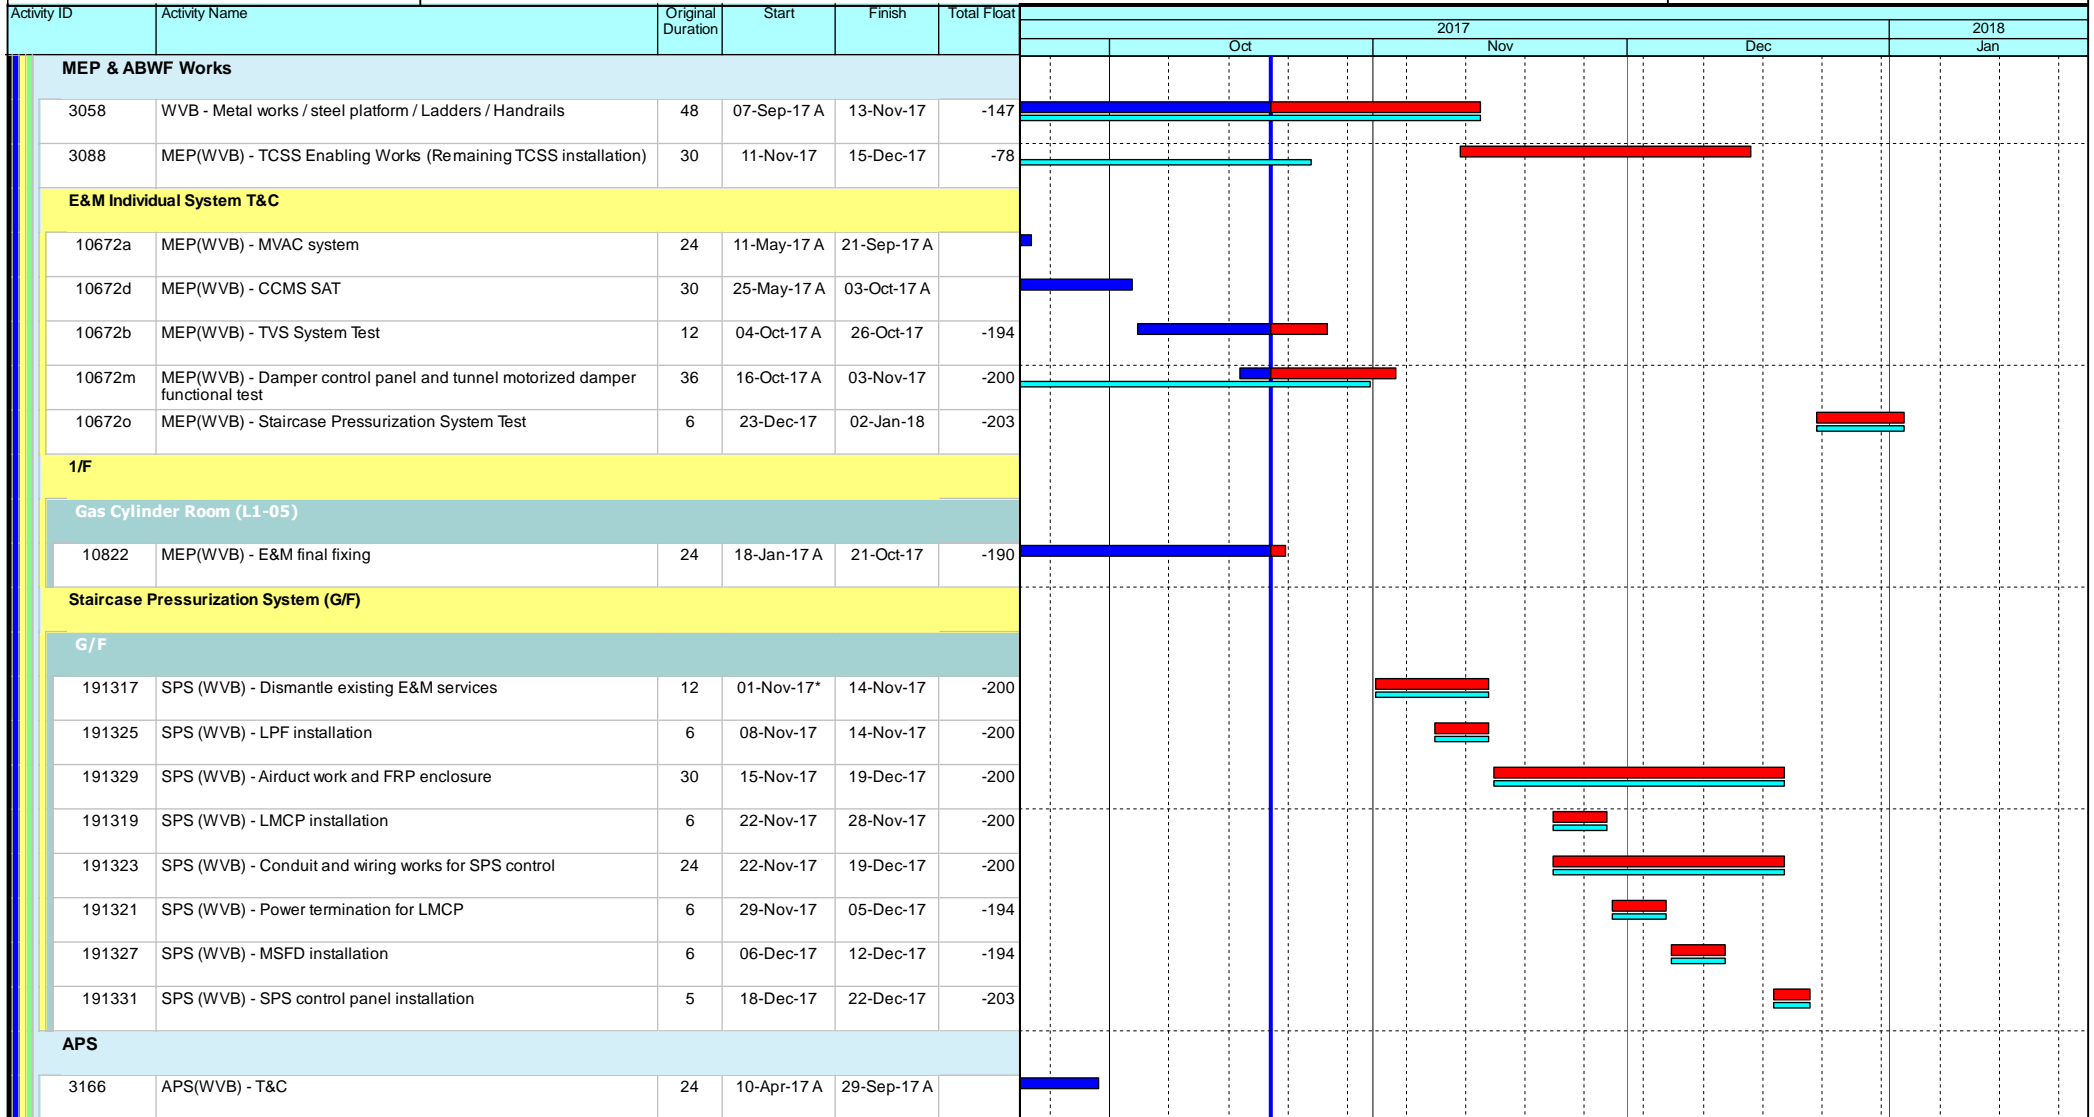 Activity ID Activity Name Original Duration Start Finish Total Float
2017 2018
Oct Nov Dec Jan
MEP & ABWF Works
3058 WVB - Metal works / steel platform / Ladders / Handrails 48 07-Sep-17 A 13-Nov-17 -147
3088 MEP(WVB) - TCSS Enabling Works (Remaining TCSS installation) 30 11-Nov-17 15-Dec-17 -78
E&M Individual System T&C
10672a MEP(WVB) - MVAC system 24 11-May-17 A 21-Sep-17 A
10672d MEP(WVB) - CCMS SAT 30 25-May-17 A 03-Oct-17 A
10672b MEP(WVB) - TVS System Test 12 04-Oct-17 A 26-Oct-17 -194
10672m MEP(WVB) - Damper control panel and tunnel motorized damper functional test 36 16-Oct-17 A 03-Nov-17 -200
10672o MEP(WVB) - Staircase Pressurization System Test 6 23-Dec-17 02-Jan-18 -203
1/F
Gas Cylinder Room (L1-05)
10822 MEP(WVB) - E&M final fixing 24 18-Jan-17 A 21-Oct-17 -190
Staircase Pressurization System (G/F)
G/F
191317 SPS (WVB) - Dismantle existing E&M services 12 01-Nov-17* 14-Nov-17 -200
191325 SPS (WVB) - LPF installation 6 08-Nov-17 14-Nov-17 -200
191329 SPS (WVB) - Airduct work and FRP enclosure 30 15-Nov-17 19-Dec-17 -200
191319 SPS (WVB) - LMCP installation 6 22-Nov-17 28-Nov-17 -200
191323 SPS (WVB) - Conduit and wiring works for SPS control 24 22-Nov-17 19-Dec-17 -200
191321 SPS (WVB) - Power termination for LMCP 6 29-Nov-17 05-Dec-17 -194
191327 SPS (WVB) - MSFD installation 6 06-Dec-17 12-Dec-17 -194
191331 SPS (WVB) - SPS control panel installation 5 18-Dec-17 22-Dec-17 -203
APS
3166 APS(WVB) - T&C 24 10-Apr-17 A 29-Sep-17 A